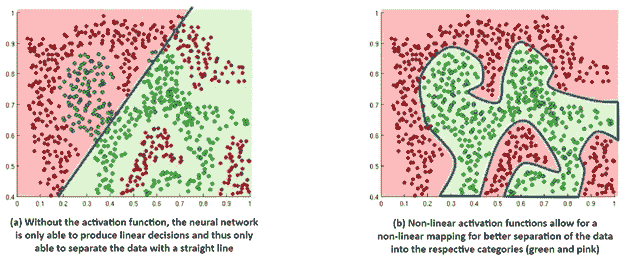 1
0.9
0.8
0.7
0.6
0.5
0.4
0 0.1 0.2 0.3 0.4 0.5 0.6 0.7 0.8 0.9 1
(a) Without the activation function, the neural network
is only able to produce linear decisions and thus only
able to separate the data with a straight line
1
0.9
0.8
0.7
0.6
0.5
0.4
0 0.1 0.2 0.3 0.4 0.5 0.6 0.7 0.8 0.9 1
(b) Non-linear activation functions allow for a
non-linear mapping for better separation of the data
into the respective categories (green and pink)